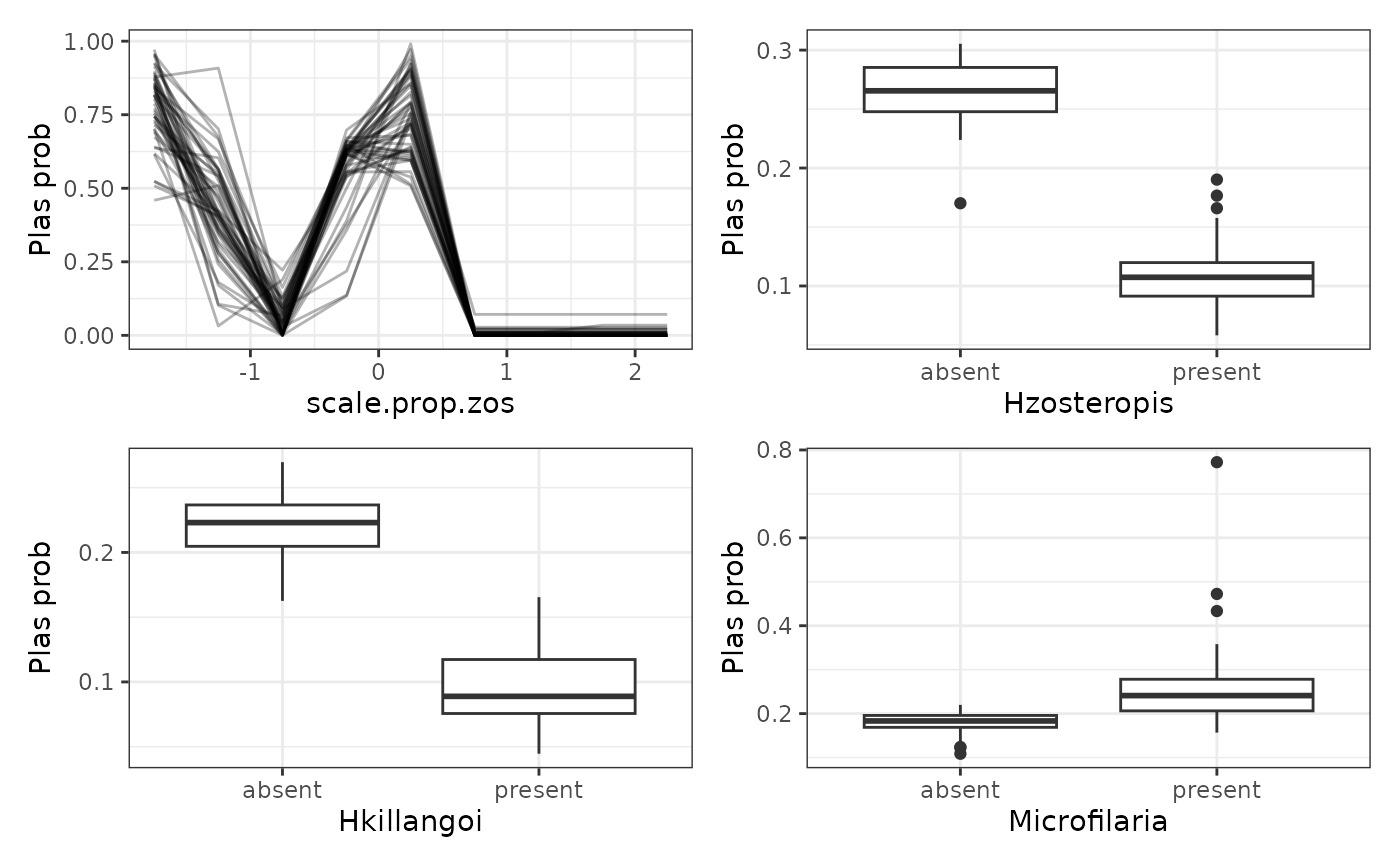 Plas prob
1.00
0.75
0.50
0.25
0.00
-1 0 1 2
scale.prop.zos
Plas prob
0.3
0.2
0.1
absent present
Hzosteropis
Plas prob
0.2
0.1
absent present
Hkillangoi
Plas prob
0.8
0.6
0.4
0.2
absent present
Microfilaria